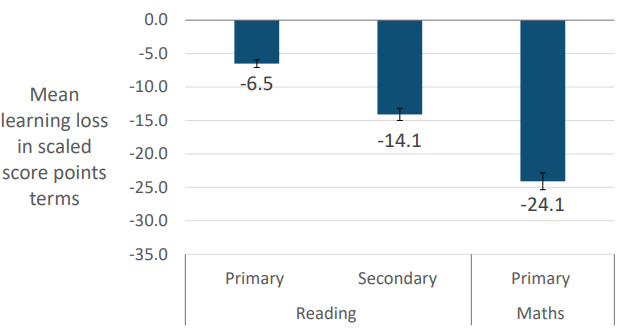 0.0
-5.0
-10.0
-15.0
-20.0
-25.0
-30.0
-35.0
Mean
learning loss
in scaled
score points
terms
-6.5
-14.1
-24.1
Primary
Secondary
Primary
Reading
Maths